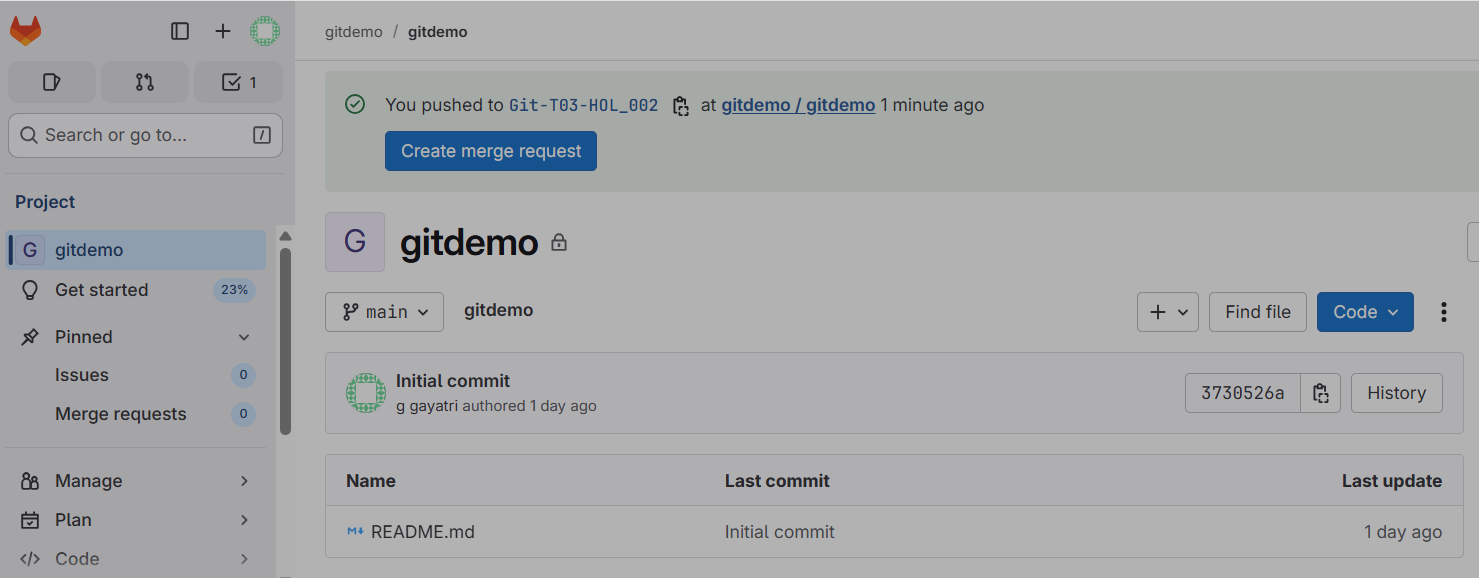 gitdemo / gitdemo
1
Search or go to... /
Project
G gitdemo
Get started 23%
Pinned
Issues 0
Merge requests 0
Manage
Plan
Code
You pushed to Git-T03-HOL_002 at gitdemo / gitdemo 1 minute ago
Create merge request
G gitdemo
main gitdemo Find file Code
Initial commit
g gayatri authored 1 day ago
3730526a History
Name Last commit Last update
README.md Initial commit 1 day ago